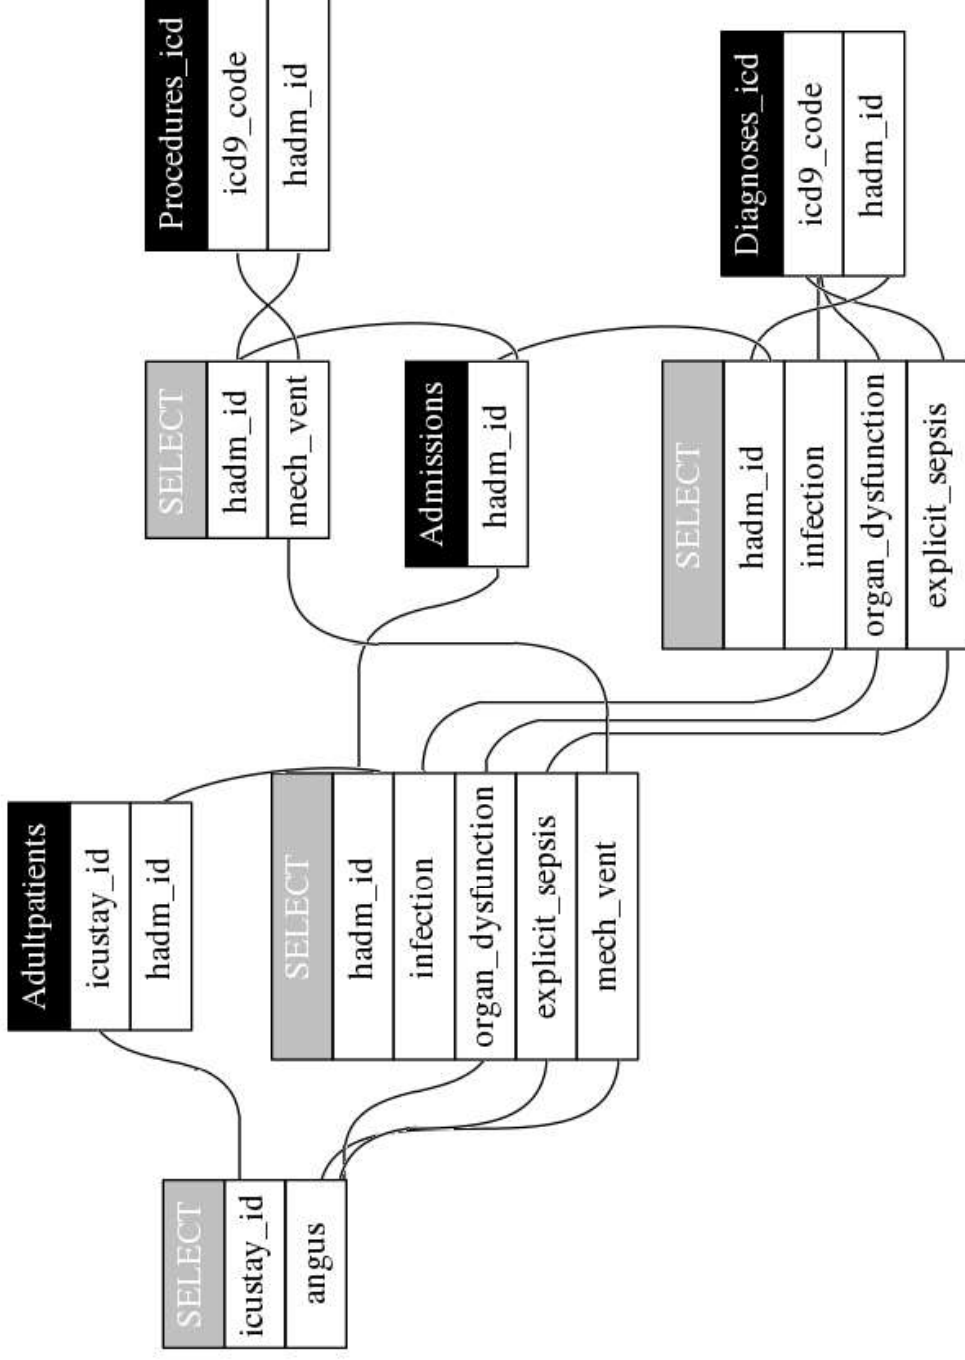 SELECT
icustay_id
angus
Adultpatients
icustay_id
hadm_id
SELECT
hadm_id
infection
organ_dysfunction
explicit_sepsis
mech_vent
SELECT
hadm_id
mech_vent
Admissions
hadm_id
SELECT
hadm_id
infection
organ_dysfunction
explicit_sepsis
Procedures_icd
icd9_code
hadm_id
Diagnoses_icd
icd9_code
hadm_id